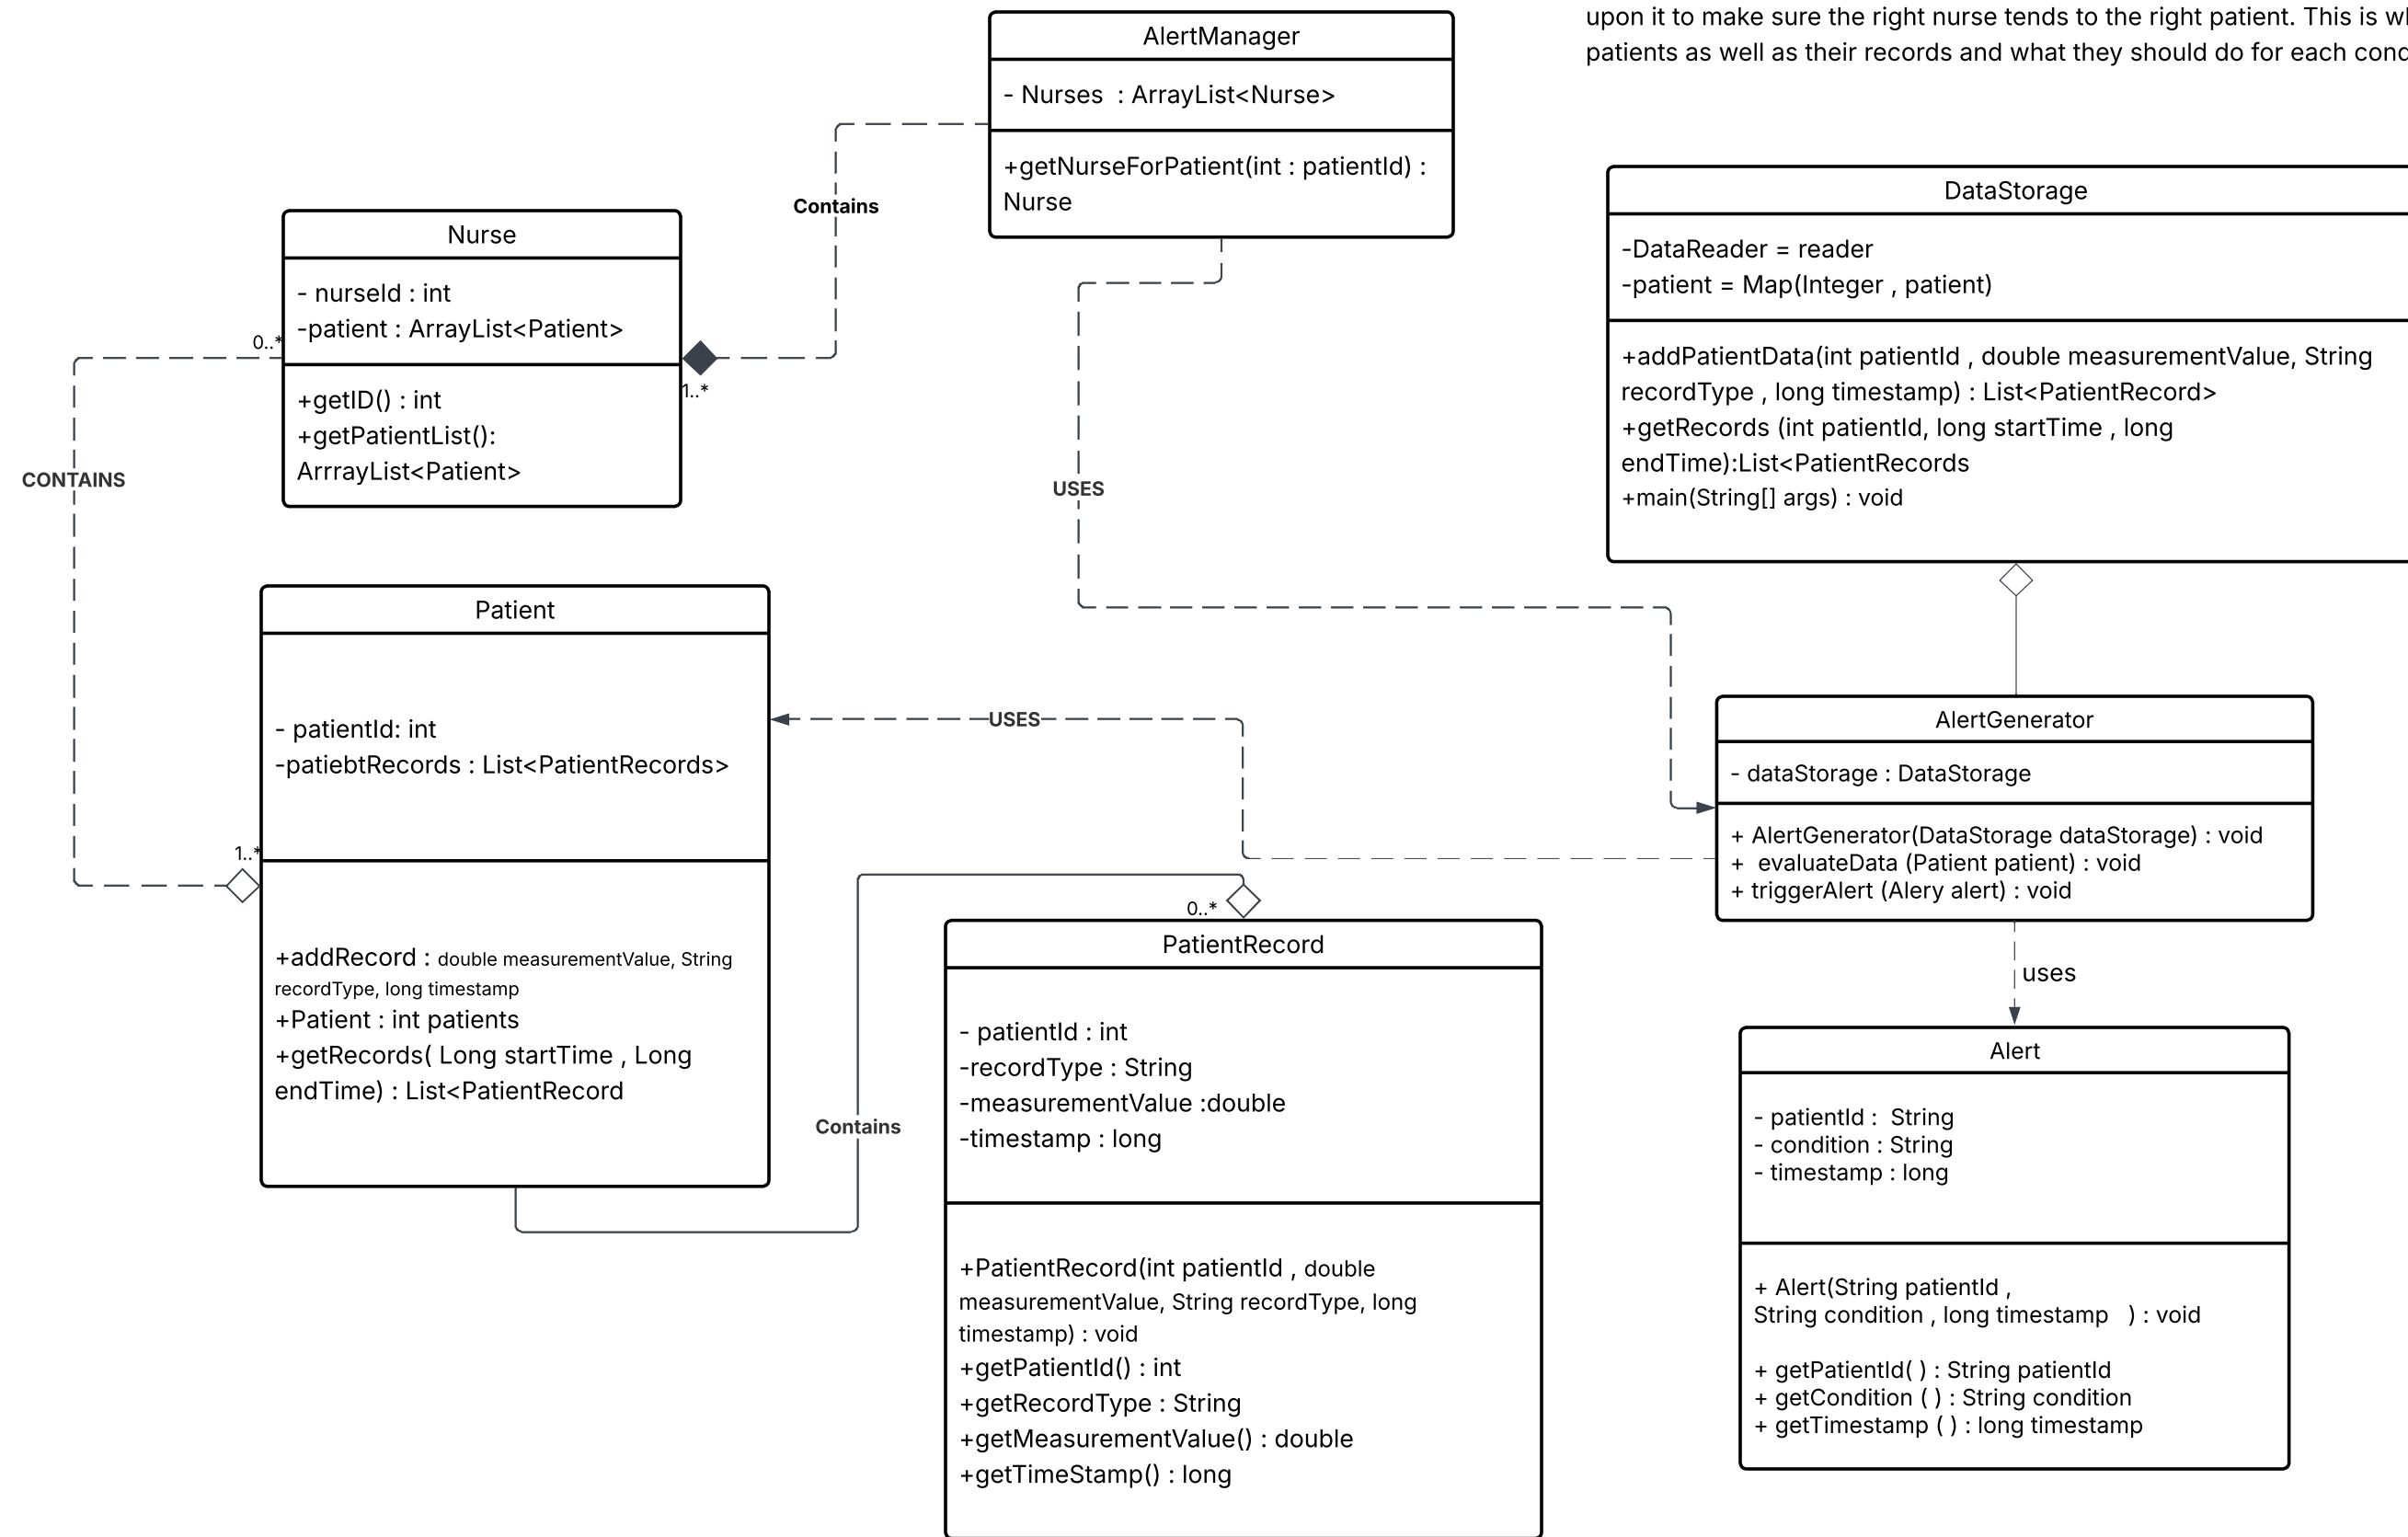 upon it to make sure the right nurse tends to the right patient. This is
patients as well as their records and what they should do for each
AlertManager
- Nurses : ArrayList<Nurse>
+getNurseForPatient(int : patientId) :
Nurse
Contains
Nurse
- nurseId : int
-patient : ArrayList<Patient>
+getID() : int
+getPatientList():
ArrrayList<Patient>
0..*
1..*
CONTAINS
USES
DataStorage
-DataReader = reader
-patient = Map(Integer , patient)
+addPatientData(int patientId , double measurementValue, String
recordType , long timestamp) : List<PatientRecord>
+getRecords (int patientId, long startTime , long
endTime):List<PatientRecords
+main(String[] args) : void
Patient
- patientId: int
-patiebtRecords : List<PatientRecords>
+addRecord : double measurementValue, String
recordType, long timestamp
+Patient : int patients
+getRecords( Long startTime , Long
endTime) : List<PatientRecord
1..*
USES
AlertGenerator
- dataStorage : DataStorage
+ AlertGenerator(DataStorage dataStorage) : void
+ evaluateData (Patient patient) : void
+ triggerAlert (Alery alert) : void
uses
Contains
0..*
PatientRecord
- patientId : int
-recordType : String
-measurementValue :double
-timestamp : long
+PatientRecord(int patientId , double
measurementValue, String recordType, long
timestamp) : void
+getPatientId() : int
+getRecordType : String
+getMeasurementValue() : double
+getTimeStamp() : long
Alert
- patientId : String
- condition : String
- timestamp : long
+ Alert(String patientId ,
String condition , long timestamp ) : void
+ getPatientId( ) : String patientId
+ getCondition ( ) : String condition
+ getTimestamp ( ) : long timestamp